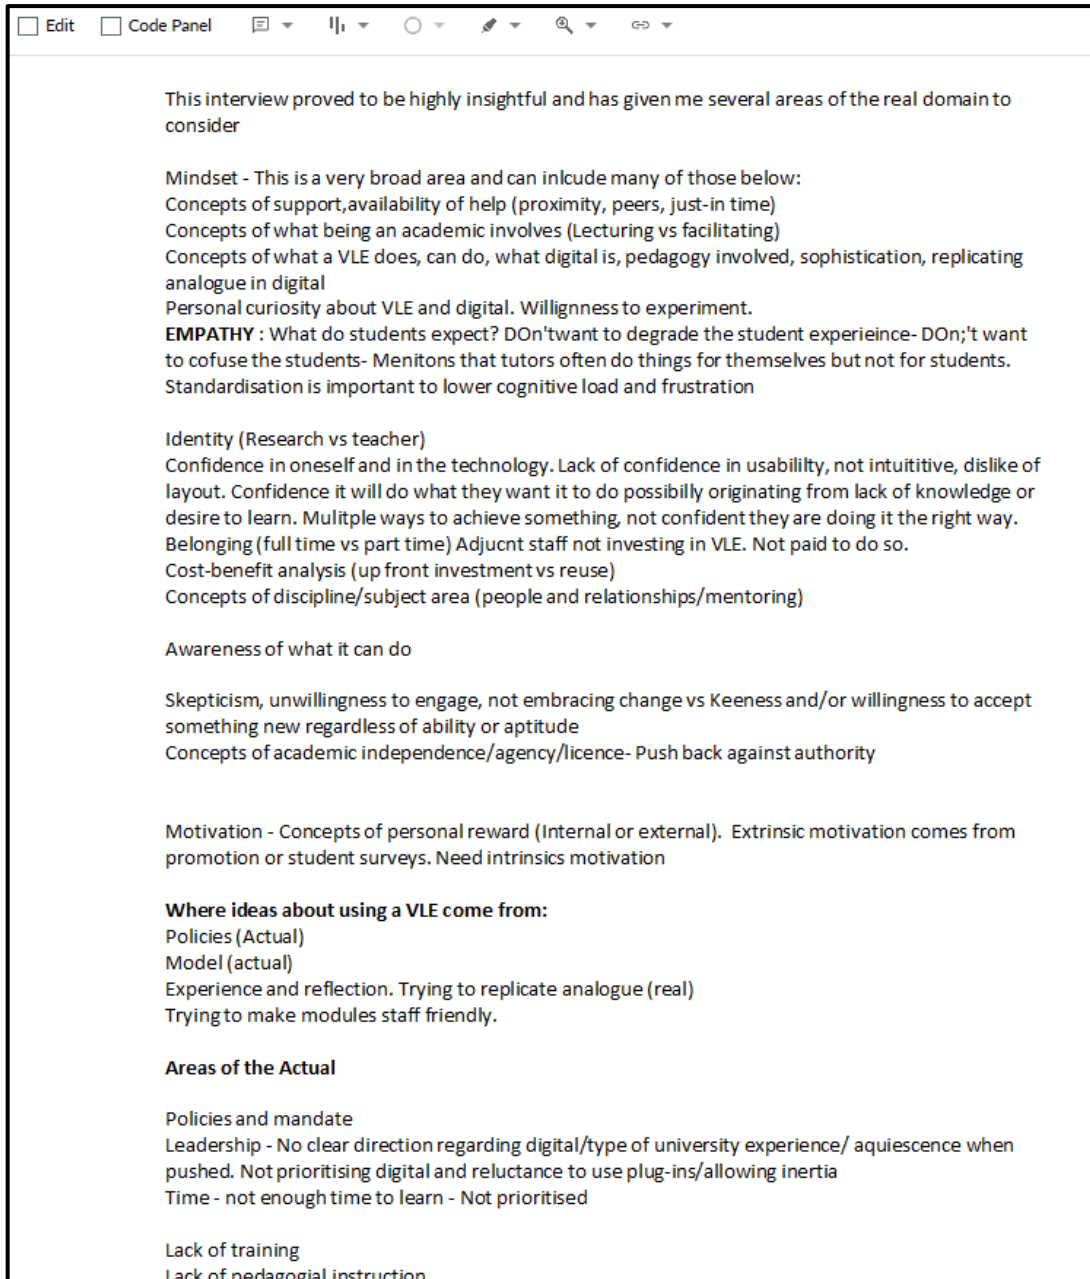 Edit Code Panel
This interview proved to be highly insightful and has given me several areas of the real domain to
consider
Mindset - This is a very broad area and can inlcude many of those below:
Concepts of support,availability of help (proximity, peers, just-in time)
Concepts of what being an academic involves (Lecturing vs facilitating)
Concepts of what a VLE does, can do, what digital is, pedagogy involved, sophistication, replicating
analogue in digital
Personal curiosity about VLE and digital. Willignness to experiment.
EMPATHY : What do students expect? DOn'twant to degrade the student experieince- DOn;'t want
to cofuse the students- Menitons that tutors often do things for themselves but not for students.
Standardisation is important to lower cognitive load and frustration
Identity (Research vs teacher)
Confidence in oneself and in the technology. Lack of confidence in usabililty, not intuititive, dislike of
layout. Confidence it will do what they want it to do possibilly originating from lack of knowledge or
desire to learn. Mulitple ways to achieve something, not confident they are doing it the right way.
Belonging (full time vs part time) Adjucnt staff not investing in VLE. Not paid to do so.
Cost-benefit analysis (up front investment vs reuse)
Concepts of discipline/subject area (people and relationships/mentoring)
Awareness of what it can do
Skepticism, unwillingness to engage, not embracing change vs Keeness and/or willingness to accept
something new regardless of ability or aptitude
Concepts of academic independence/agency/licence- Push back against authority
Motivation - Concepts of personal reward (Internal or external).  Extrinsic motivation comes from
promotion or student surveys. Need intrinsics motivation
Where ideas about using a VLE come from:
Policies (Actual)
Model (actual)
Experience and reflection. Trying to replicate analogue (real)
Trying to make modules staff friendly.
Areas of the Actual
Policies and mandate
Leadership - No clear direction regarding digital/type of university experience/ aquiescence when
pushed. Not prioritising digital and reluctance to use plug-ins/allowing inertia
Time - not enough time to learn - Not prioritised
Lack of training
Lack of pedagogial instruction